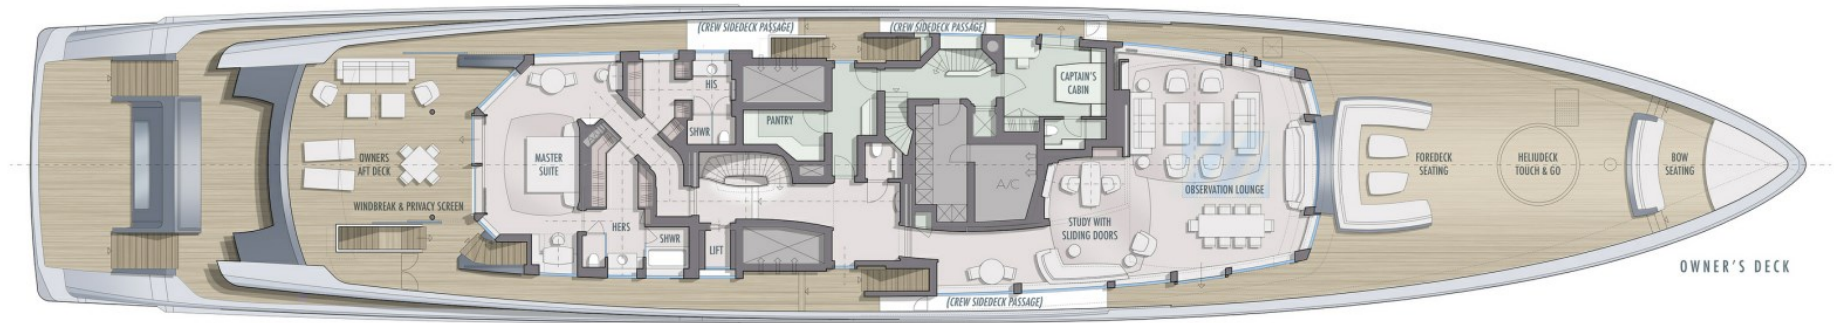 (CREW SIDEDECK PASSAGE)
(CREW SIDEDECK PASSAGE)
HIS
CAPTAIN'S
CABIN
PANTRY
SHWR
OWNERS
AFT DECK
MASTER
SUITE
FOREDECK
SEATING
HELIUDECK
TOUCH & GO
BOW
SEATING
A/C
OBSERVATION LOUNGE
WINDBREAK & PRIVACY SCREEN
HERS
SHWR
LIFT
STUDY WITH
SLIDING DOORS
OWNER'S DECK
(CREW SIDEDECK PASSAGE)